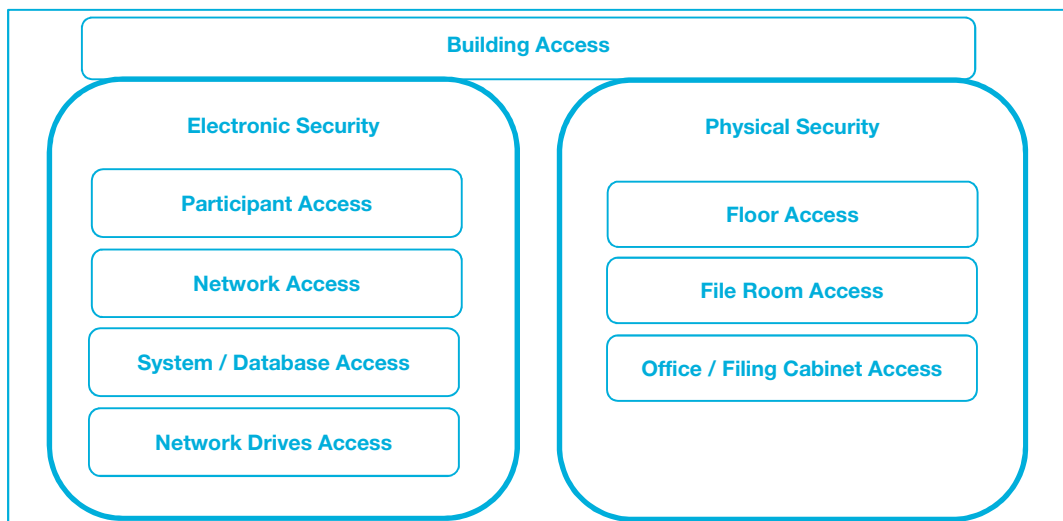 Building Access
Electronic Security
Participant Access
Network Access
System / Database Access
Network Drives Access
Physical Security
Floor Access
File Room Access
Office / Filing Cabinet Access